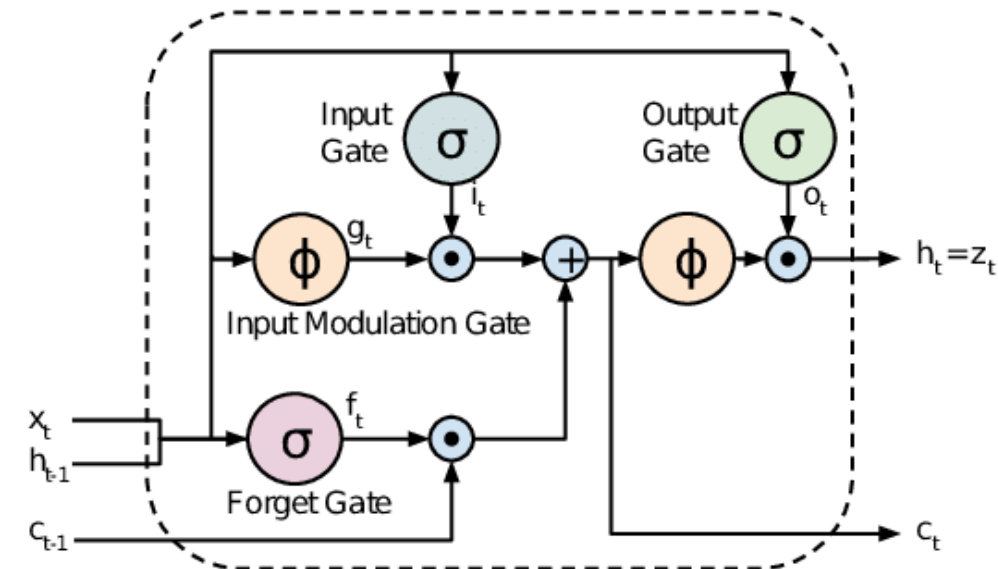 Input
Gate
σ
i_t
Output
Gate
σ
o_t
ϕ
g_t
+
ϕ
h_t=z_t
Input Modulation Gate
x_t
h_t-1
σ
f_t
Forget Gate
c_t-1
c_t